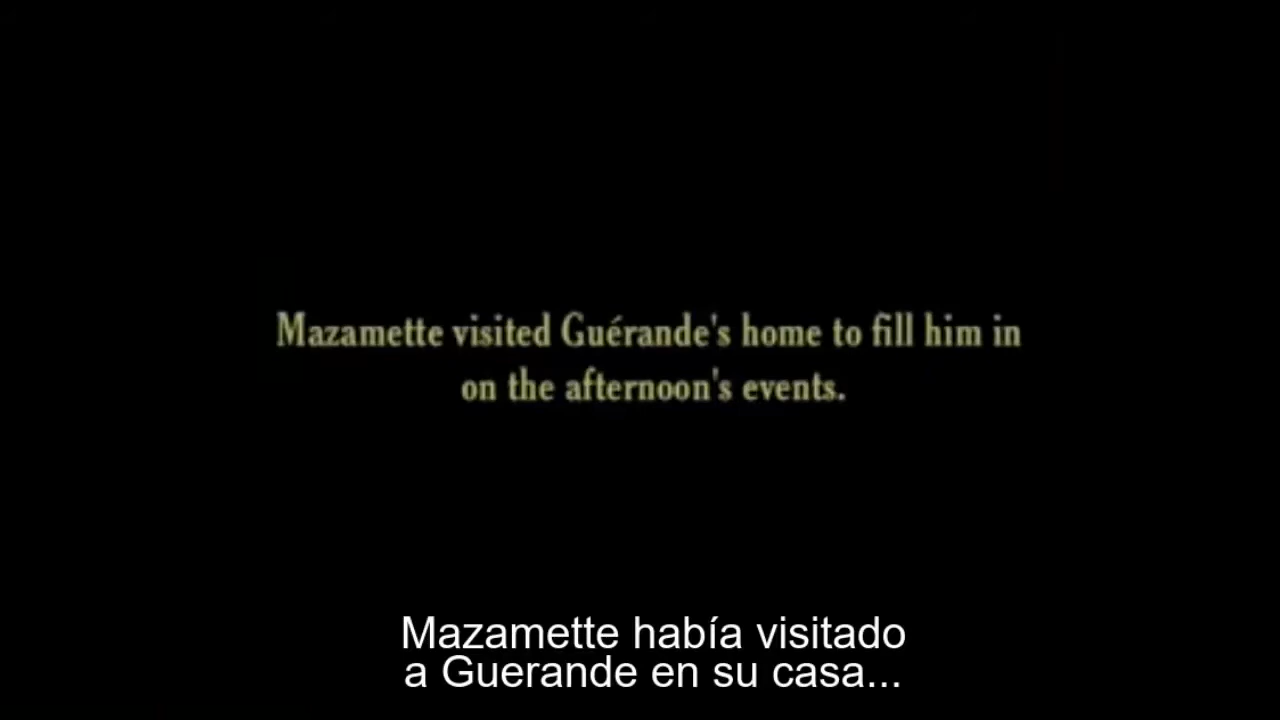 Mazamette visited Guérande's home to fill him in
on the afternoon's events.
Mazamette había visitado
a Guerande en su casa...